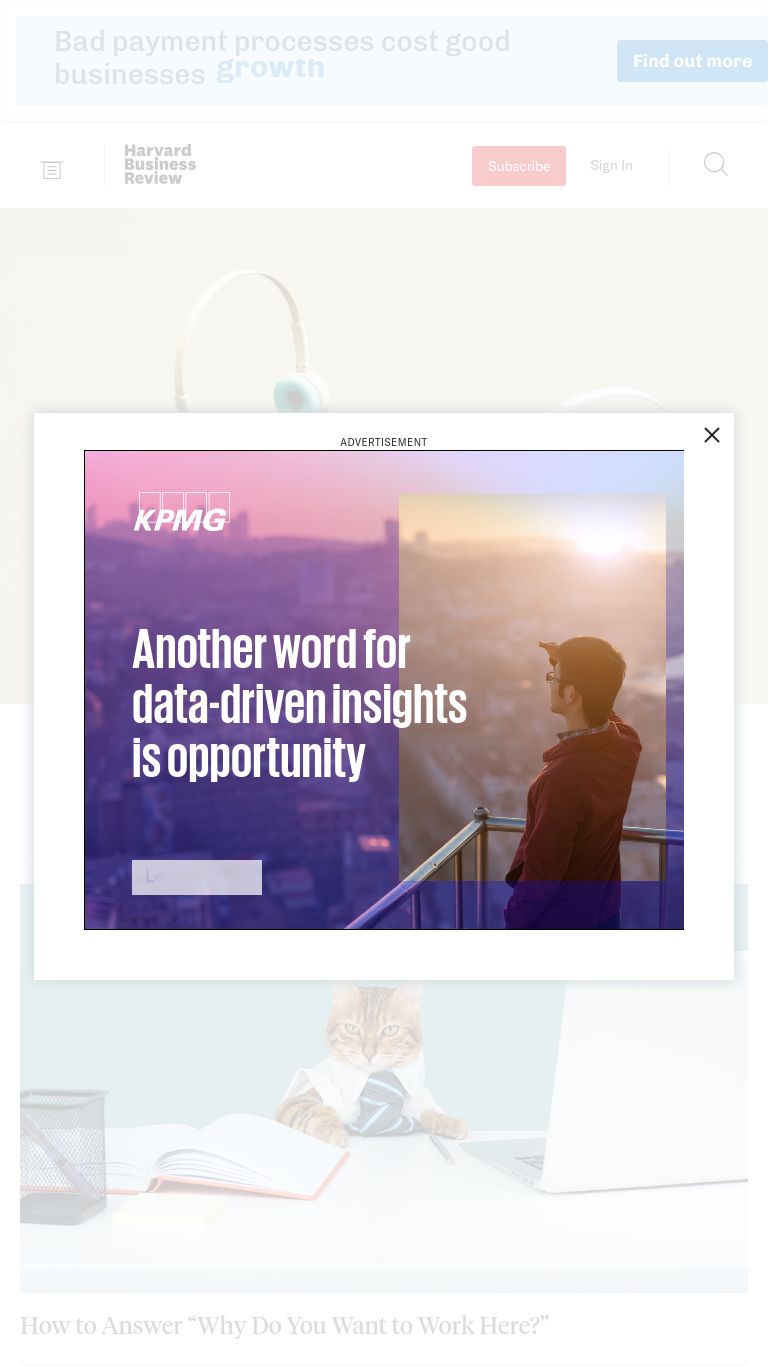 Bad payment processes cost good
businesses growth
Find out more
Harvard
Business
Review
Subscribe
Sign In
ADVERTISEMENT
KPMG
Another word for
data-driven insights
is opportunity
Le
How to Answer “Why Do You Want to Work Here?”